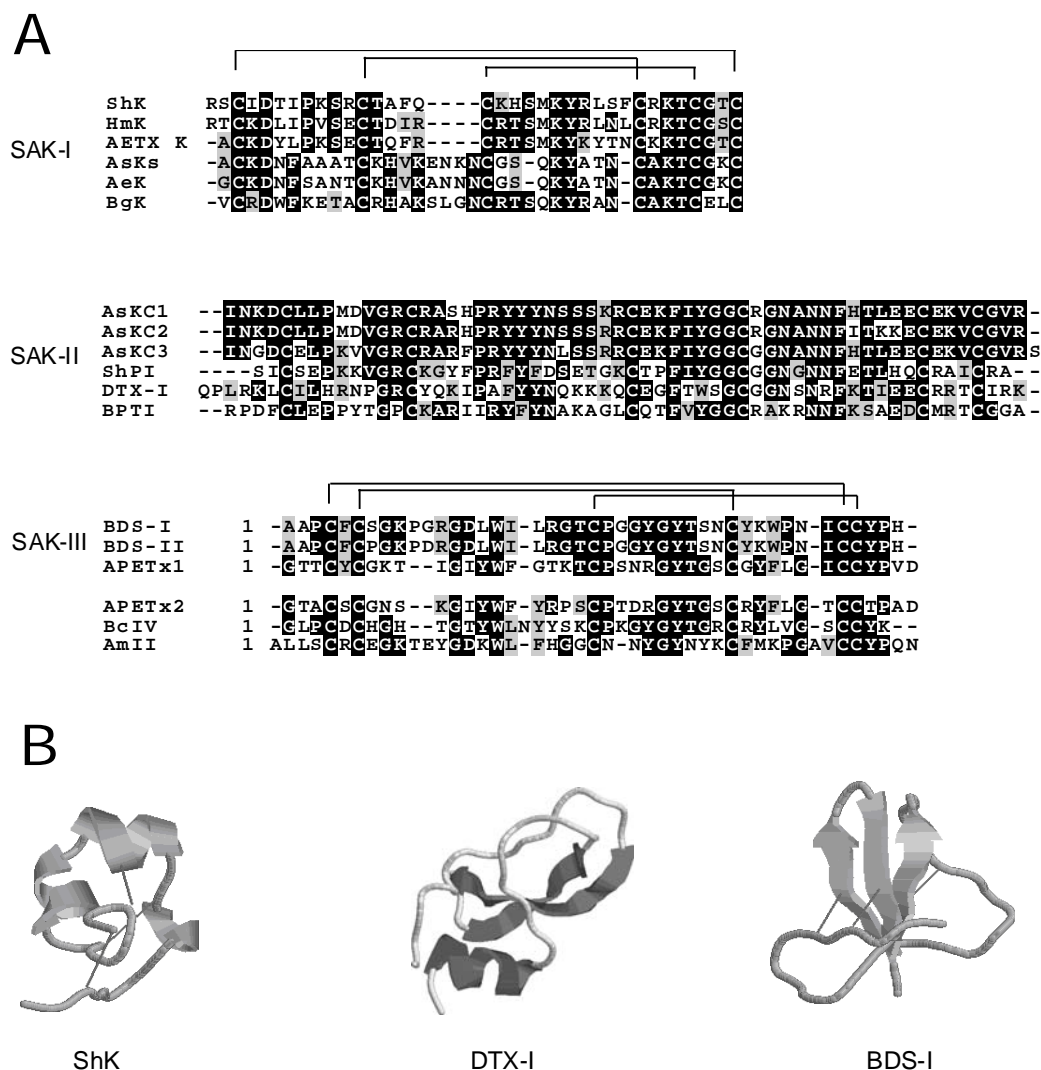 A
SAK-I
ShK RSCIDTIPKSRCTAFQ----CKHSMKYRLSFCRKTCGTC
HmK RTCKDLIPVSECTDIR----CRTSMKYRLNLCRKTCGSC
AETX K -ACKDYLPKSECTQFR----CRTSMKYKYTNCKKTCGTC
AsKs -ACKDNFAAATCKHVKENKNCGS-QKYATN-CAKTCGKC
AeK -GCKDNFSANTCKHVKANNNCGS-QKYATN-CAKTCGKC
BgK -VCRDWFKETACRHAKSLGNCRTSQKYRAN-CAKTCELC
SAK-II
AsKC1 --INKDCLLPMDVGRCRASHPRYYYNSSSKRCEKFIYGGCRGNANNFHTLEECEKVCGVR-
AsKC2 --INKDCLLPMDVGRCRARHPRYYYNSSSRRCEKFIYGGCRGNANNFITKKECEKVCGVR-
AsKC3 --INGDCELPKVVGRCRARFPRYYYNLSSRRCEKFIYGGCGGNANNFHTLEECEKVCGVRS
ShPI ----SICSEPKKVGRCKGYFPRFYFDSETGKCTPFIYGGCGGNGNNFETLHQCRAICRA--
DTX-I QPLRKLCILHRNPGRCYQKIPAFYYNQKKKQCEGFTWSGCGGNSNRFKTIEECRRTCIRK-
BPTI --RPDFCLEPPYTGPCKARIIRYFYNAKAGLCQTFVYGGCRAKRNNFKSAEDCMRTCGGA-
SAK-III
BDS-I 1 -AAPCFCSGKPGRGDLWI-LRGTCPGGYGYTSNCYKWPN-ICCYPH-
BDS-II 1 -AAPCFCPGKPDRGDLWI-LRGTCPGGYGYTSNCYKWPN-ICCYPH-
APETx1 1 -GTTCYCGKT--IGIYWF-GTKTCPSNRGYTGSCGYFLG-ICCYPVD
APETx2 1 -GTACSCGNS--KGIYWF-YRPSCPTDRGYTGSCRYFLG-TCCTPAD
BcIV 1 -GLPCDCHGH--TGTYWLNYYSKCPKGYGYTGRCRYLVG-SCCYK--
AmII 1 ALLSCRCEGKTEYGDKWL-FHGGCN-NYGYNYKCFMKPGAVCCYPQN
B
ShK DTX-I BDS-I